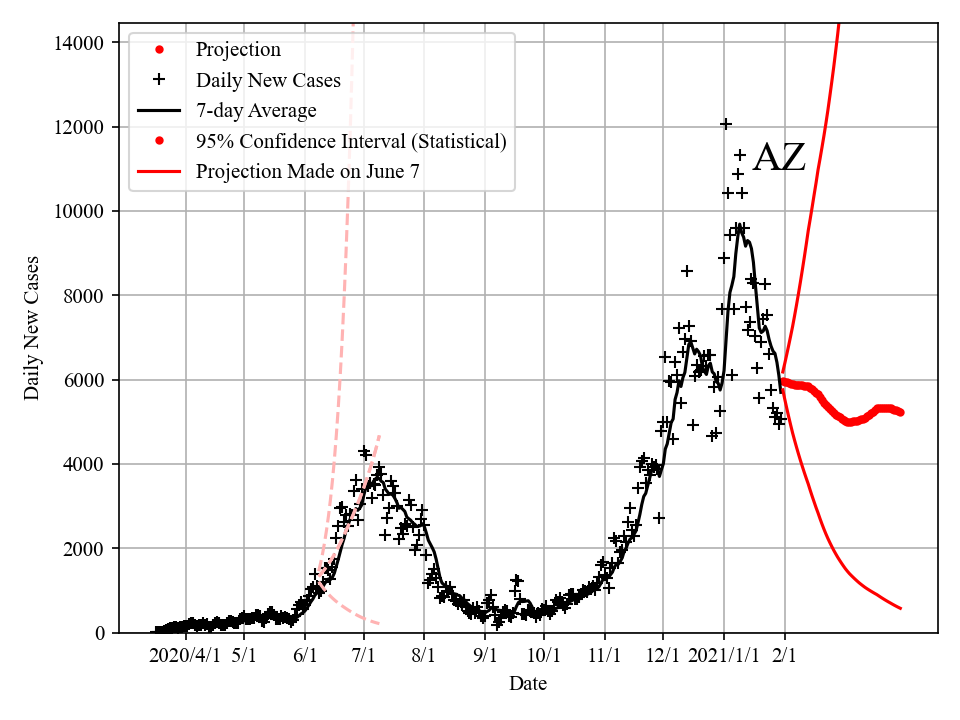 14000
12000
10000
8000
6000
4000
2000
0
Daily New Cases
Projection
Daily New Cases
7-day Average
95% Confidence Interval (Statistical)
Projection Made on June 7
AZ
2020/4/1 5/1 6/1 7/1 8/1 9/1 10/1 11/1 12/1 2021/1/1 2/1
Date